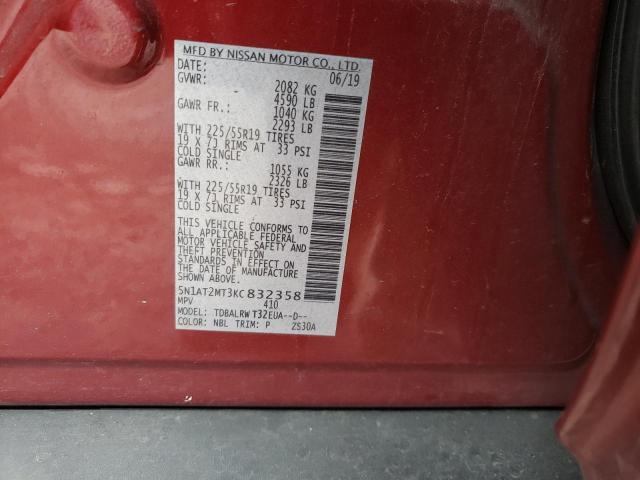 MFD BY NISSAN MOTOR CO., LTD.
DATE: 06/19
GVWR: 2082 KG
4590 LB
GAWR FR.: 1040 KG
2293 LB
WITH 225/55R19 TIRES
19 X 7J RIMS AT 33 PSI
COLD SINGLE
GAWR RR.: 1055 KG
2326 LB
WITH 225/55R19 TIRES
19 X 7J RIMS AT 33 PSI
COLD SINGLE
THIS VEHICLE CONFORMS TO
ALL APPLICABLE FEDERAL
MOTOR VEHICLE SAFETY AND
THEFT PREVENTION
STANDARDS IN EFFECT ON
THE DATE OF MANUFACTURE
SHOWN ABOVE.
5N1AT2MT3KC832358
MPV 410
MODEL: TDBALRWT32EUA--D--
COLOR: NBL TRIM: P ZS30A